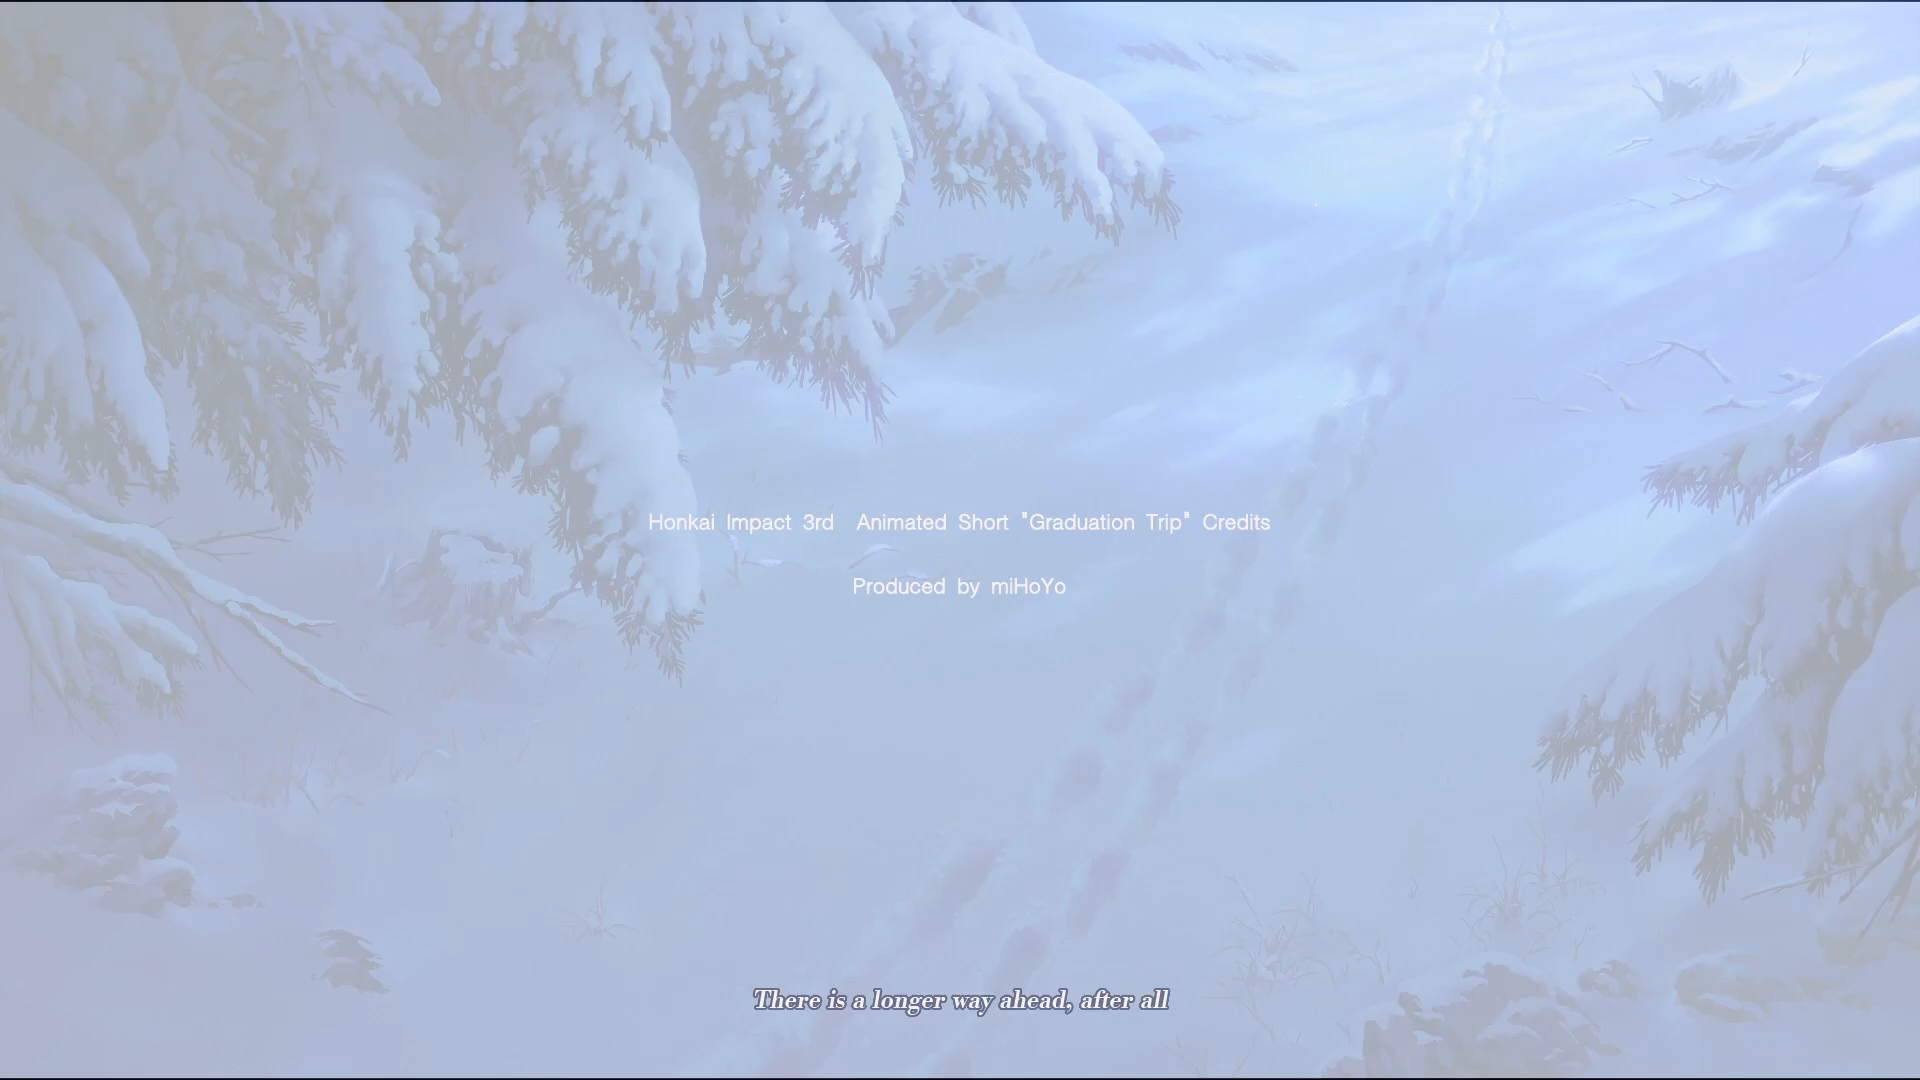 Honkai Impact 3rd Animated Short "Graduation Trip" Credits
Produced by miHoYo
There is a longer way ahead, after all